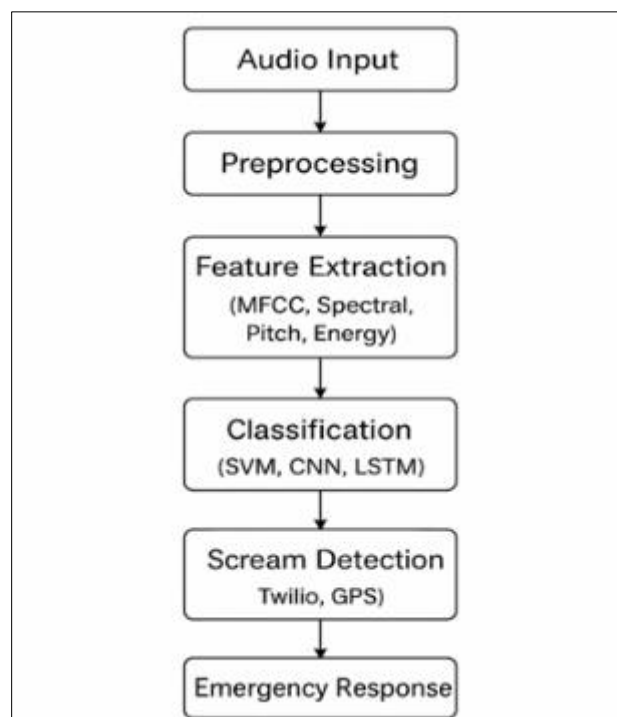 Audio Input
Preprocessing
Feature Extraction
(MFCC, Spectral,
Pitch, Energy)
Classification
(SVM, CNN, LSTM)
Scream Detection
Twilio, GPS)
Emergency Response